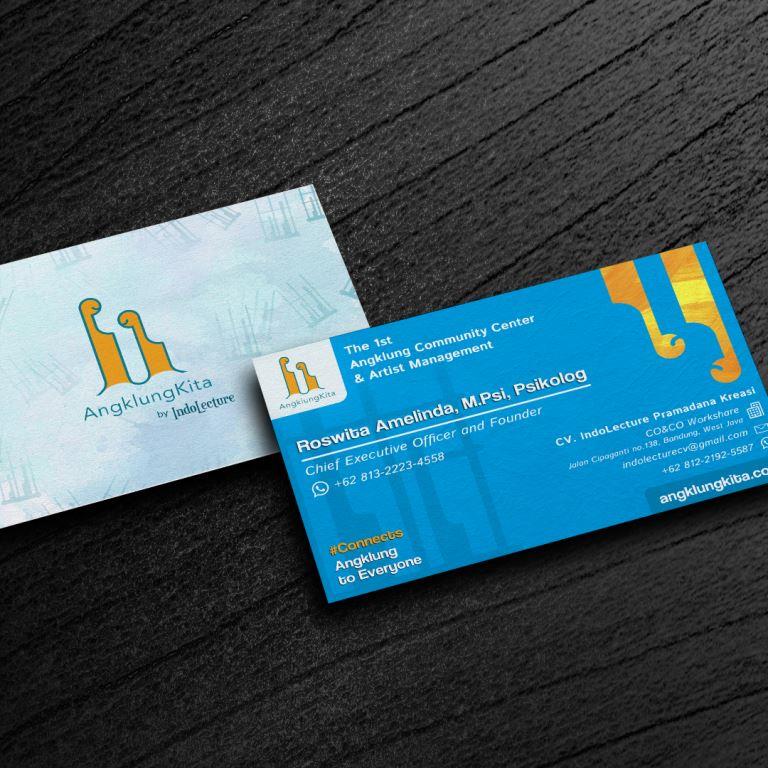 AngklungKita
by IndoLecture
AngklungKita
The 1st
Angklung Community Center
& Artist Management
Roswita Amelinda, M.Psi, Psikolog
Chief Executive Officer and Founder
+62 813-2223-4558
#Connects
Angklung
to Everyone
CV. IndoLecture Pramadana Kreasi
CO&CO Workshare
Jalan Cipaganti no.138, Bandung, West Java
indolecturecv@gmail.com
+62 812-2192-5587
angklungkita.co